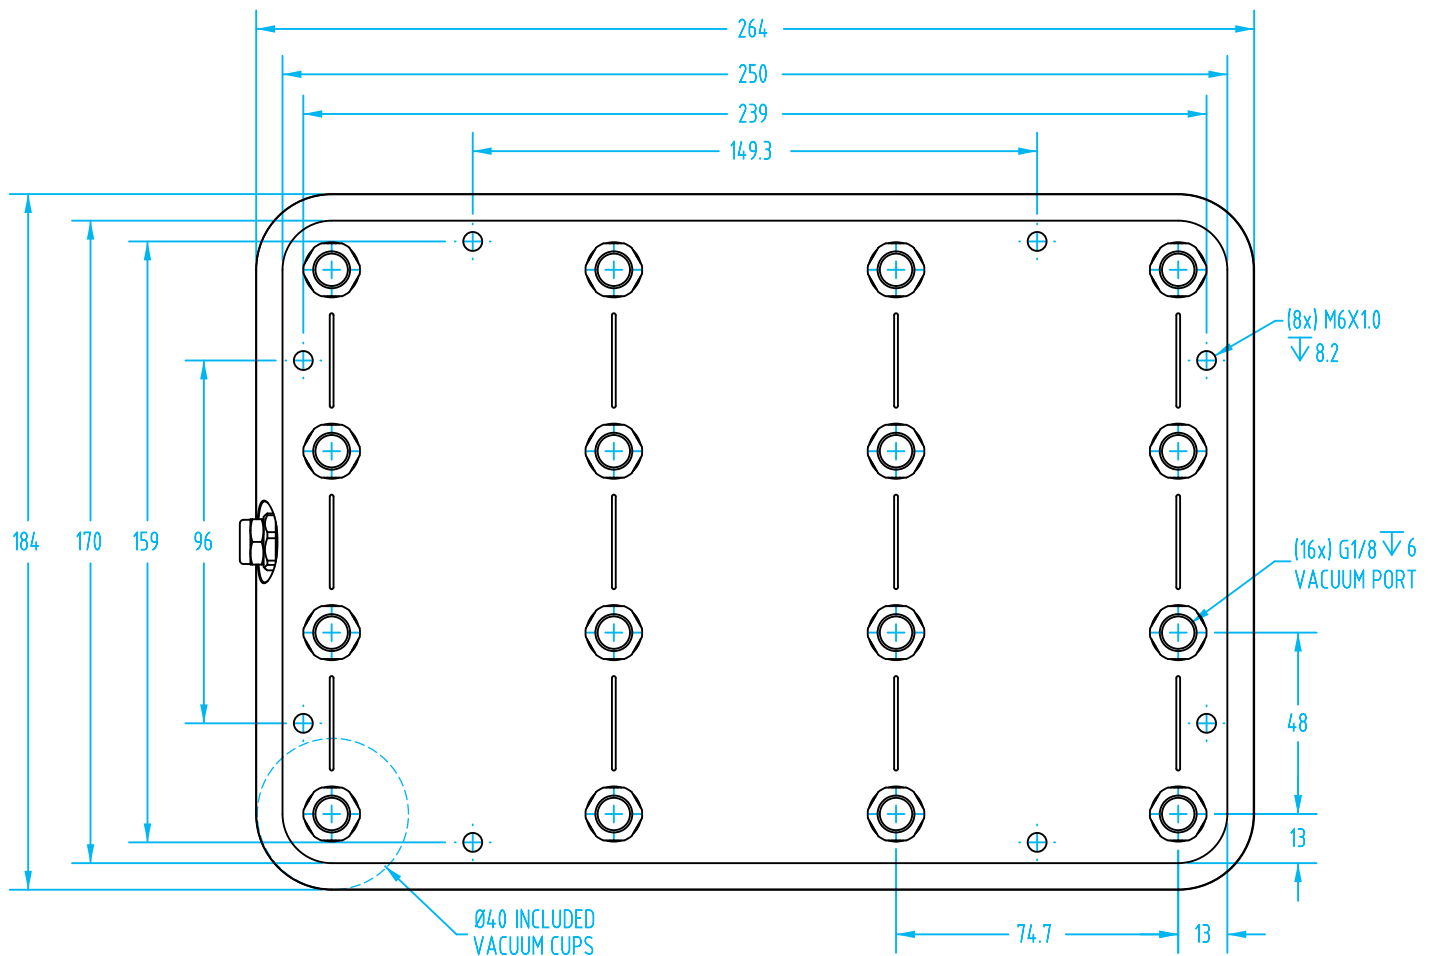 264
250
239
149.3
(8x) M6X1.0
↧ 8.2
184
170
159
96
(16x) G1/8 ↧ 6
VACUUM PORT
48
13
Ø40 INCLUDED
VACUUM CUPS
74.7
13